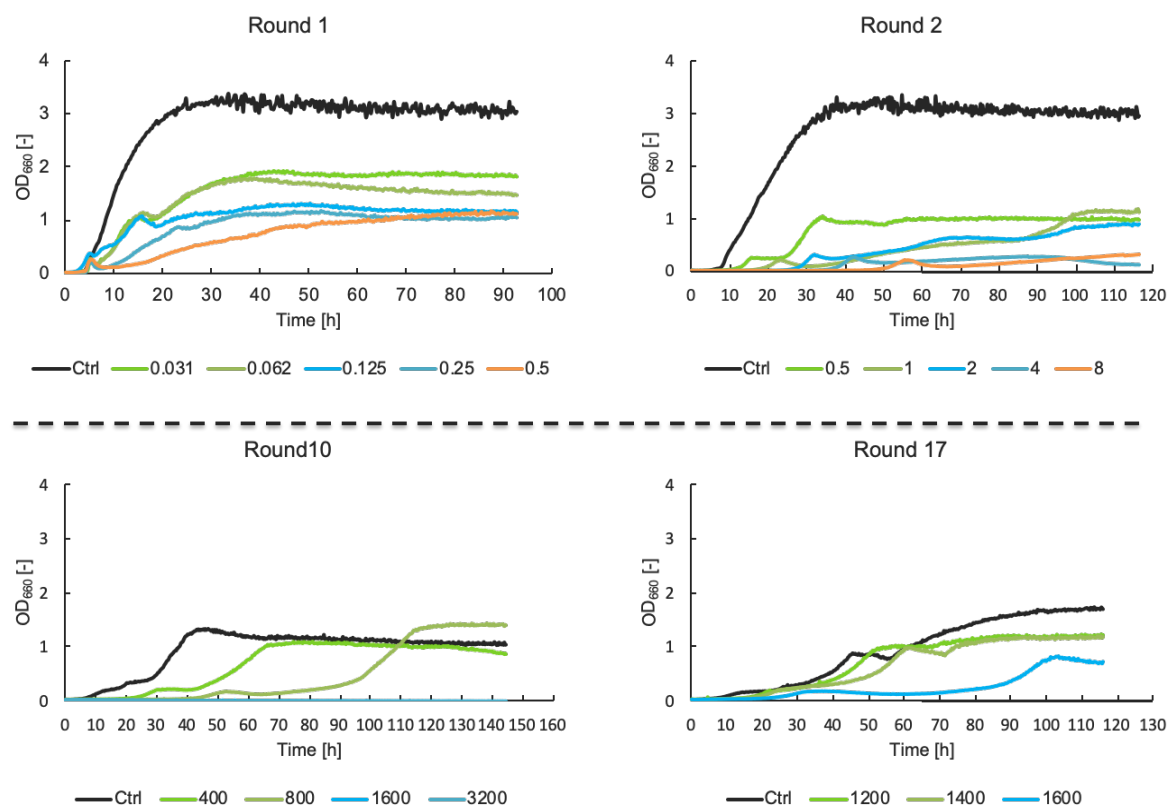 Round 1
4
3
2
1
0
OD660 [-]
0 10 20 30 40 50 60 70 80 90 100
Time [h]
Ctrl 0.031 0.062 0.125 0.25 0.5
Round 2
4
3
2
1
0
OD660 [-]
0 10 20 30 40 50 60 70 80 90 100 110 120
Time [h]
Ctrl 0.5 1 2 4 8
Round10
4
3
2
1
0
OD660 [-]
0 10 20 30 40 50 60 70 80 90 100 110 120 130 140 150 160
Time [h]
Ctrl 400 800 1600 3200
Round 17
4
3
2
1
0
OD660 [-]
0 10 20 30 40 50 60 70 80 90 100 110 120 130
Time [h]
Ctrl 1200 1400 1600